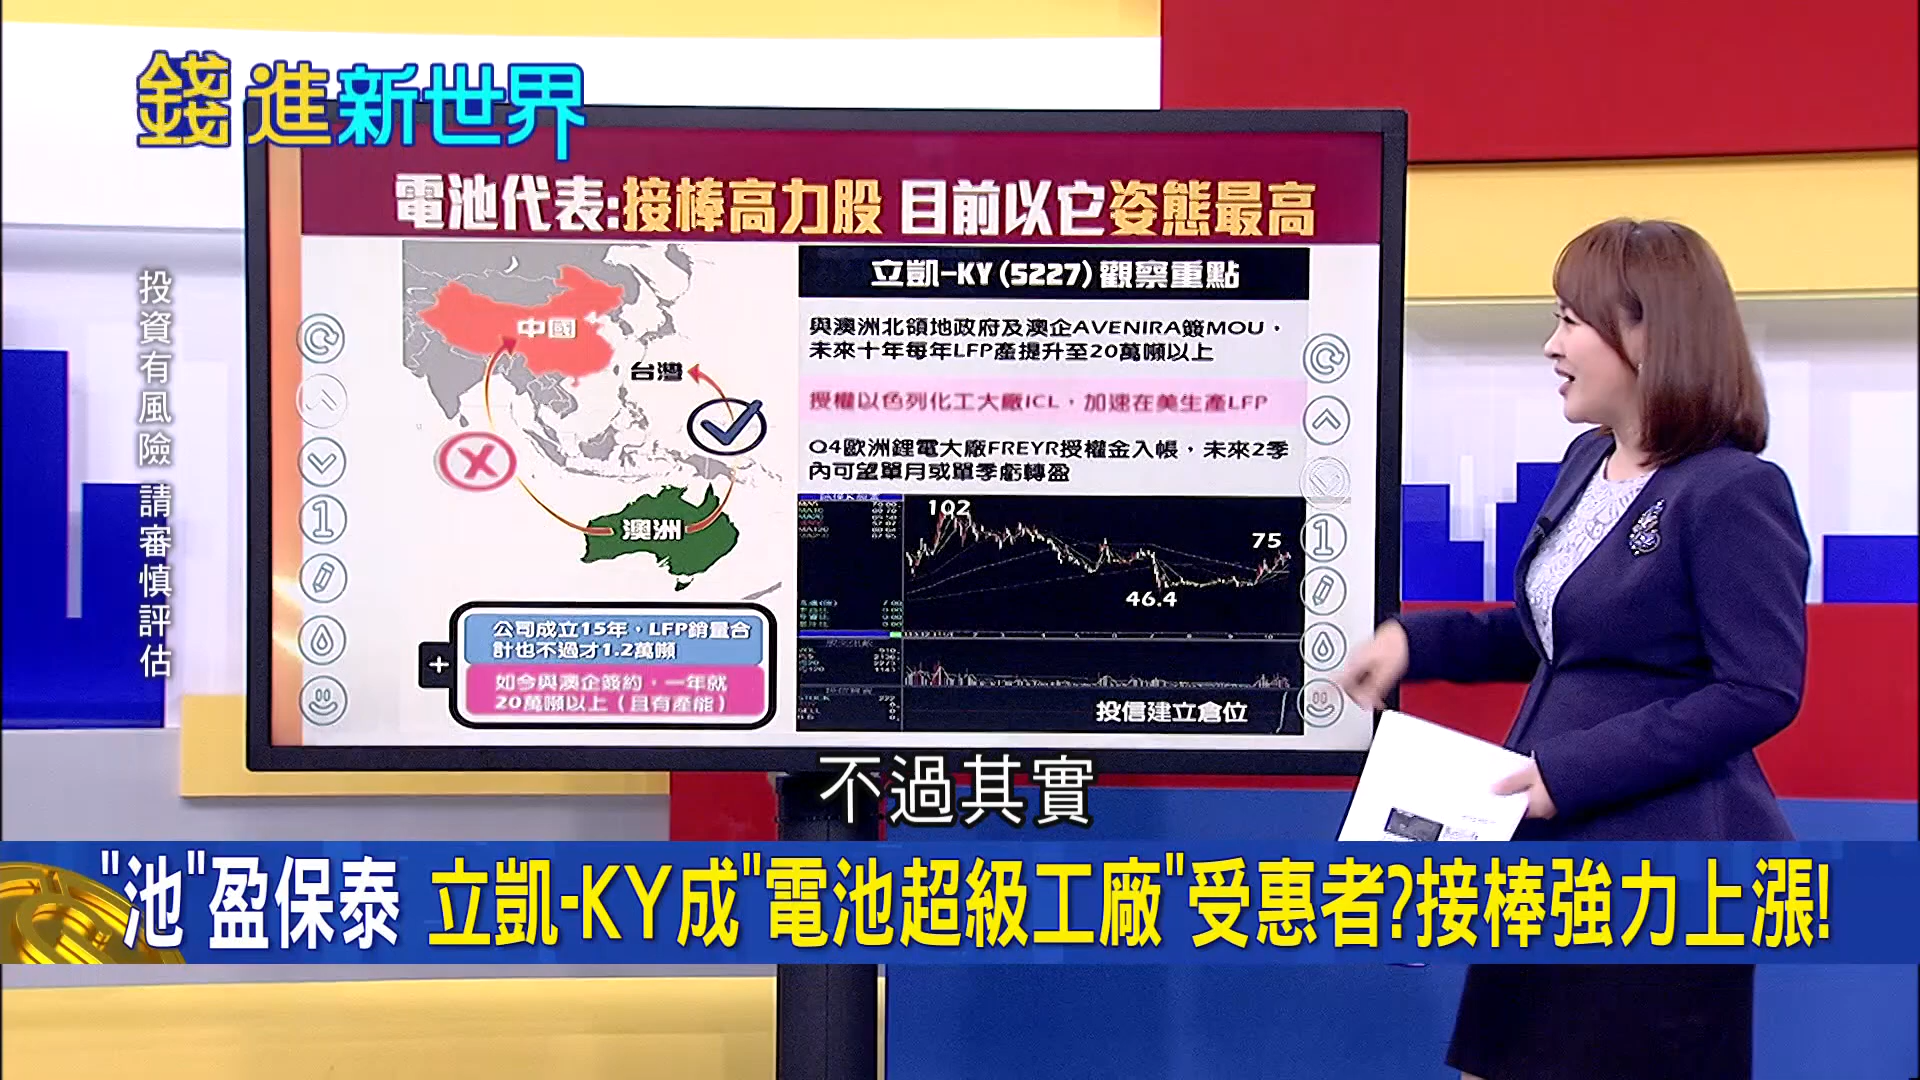 錢進新世界
投資有風險 請審慎評估
電池代表:接棒高力股 目前以它姿態最高
中國
台灣
澳洲
公司成立15年，LFP銷量合
計也不過才1.2萬噸
+
如今與澳企簽約，一年就
20萬噸以上（且有產能）
立凱-KY(5227)觀察重點
與澳洲北領地政府及澳企AVENIRA簽MOU，
未來十年每年LFP產提升至20萬噸以上
授權以色列化工大廠ICL，加速在美生產LFP
Q4歐洲鋰電大廠FREYR授權金入帳，未來2季
內可望單月或單季虧轉盈
102
75
46.4
投信建立倉位
1
1
不過其實
"池"盈保泰 立凱-KY成"電池超級工廠"受惠者?接棒強力上漲!